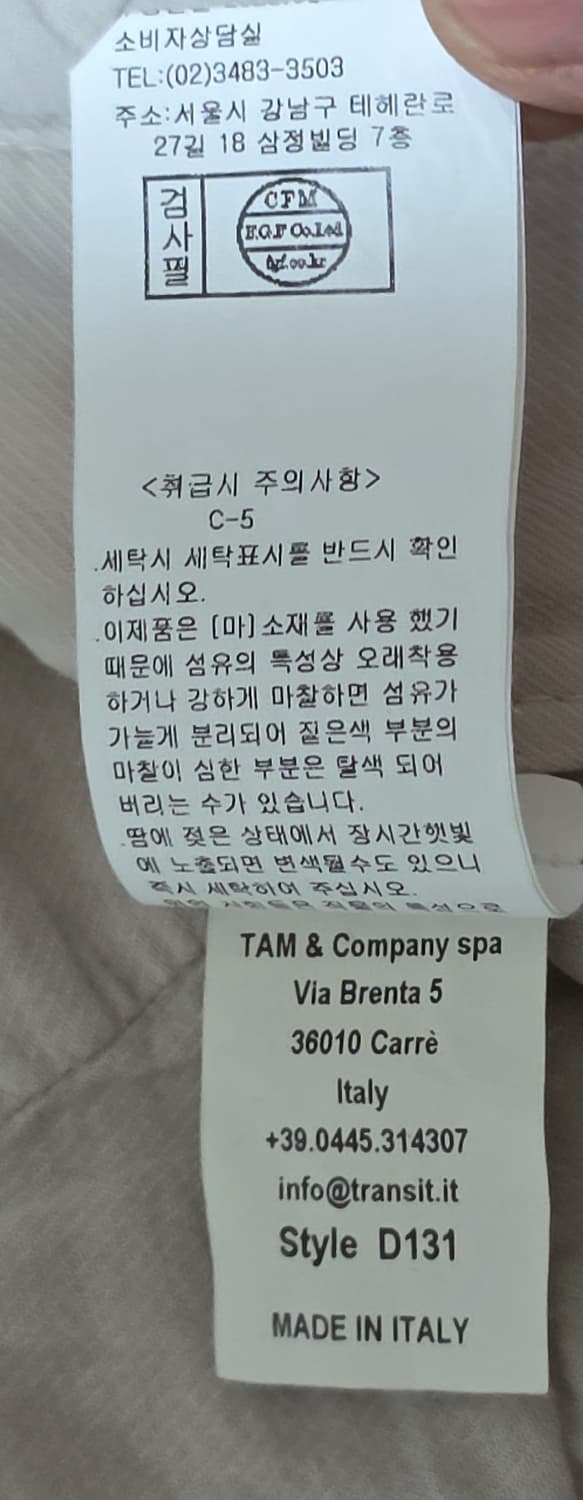 소비자상담실
TEL:(02)3483-3503
주소:서울시 강남구 테헤란로
27길 18 삼정빌딩 7층
검사필
CFM
<취급시 주의사항>
C-5
.세탁시 세탁표시를 반드시 확인
하십시오.
.이제품은 [마]소재를 사용 했기
때문에 섬유의 특성상 오래착용
하거나 강하게 마찰하면 섬유가
가늘게 분리되어 짙은색 부분의
마찰이 심한 부분은 탈색 되어
버리는 수가 있습니다.
.땀에 젖은 상태에서 장시간햇빛
에 노출되면 변색될수도 있으니
즉시 세탁하여 주십시오.
TAM & Company spa
Via Brenta 5
36010 Carrè
Italy
+39.0445.314307
info@transit.it
Style D131
MADE IN ITALY